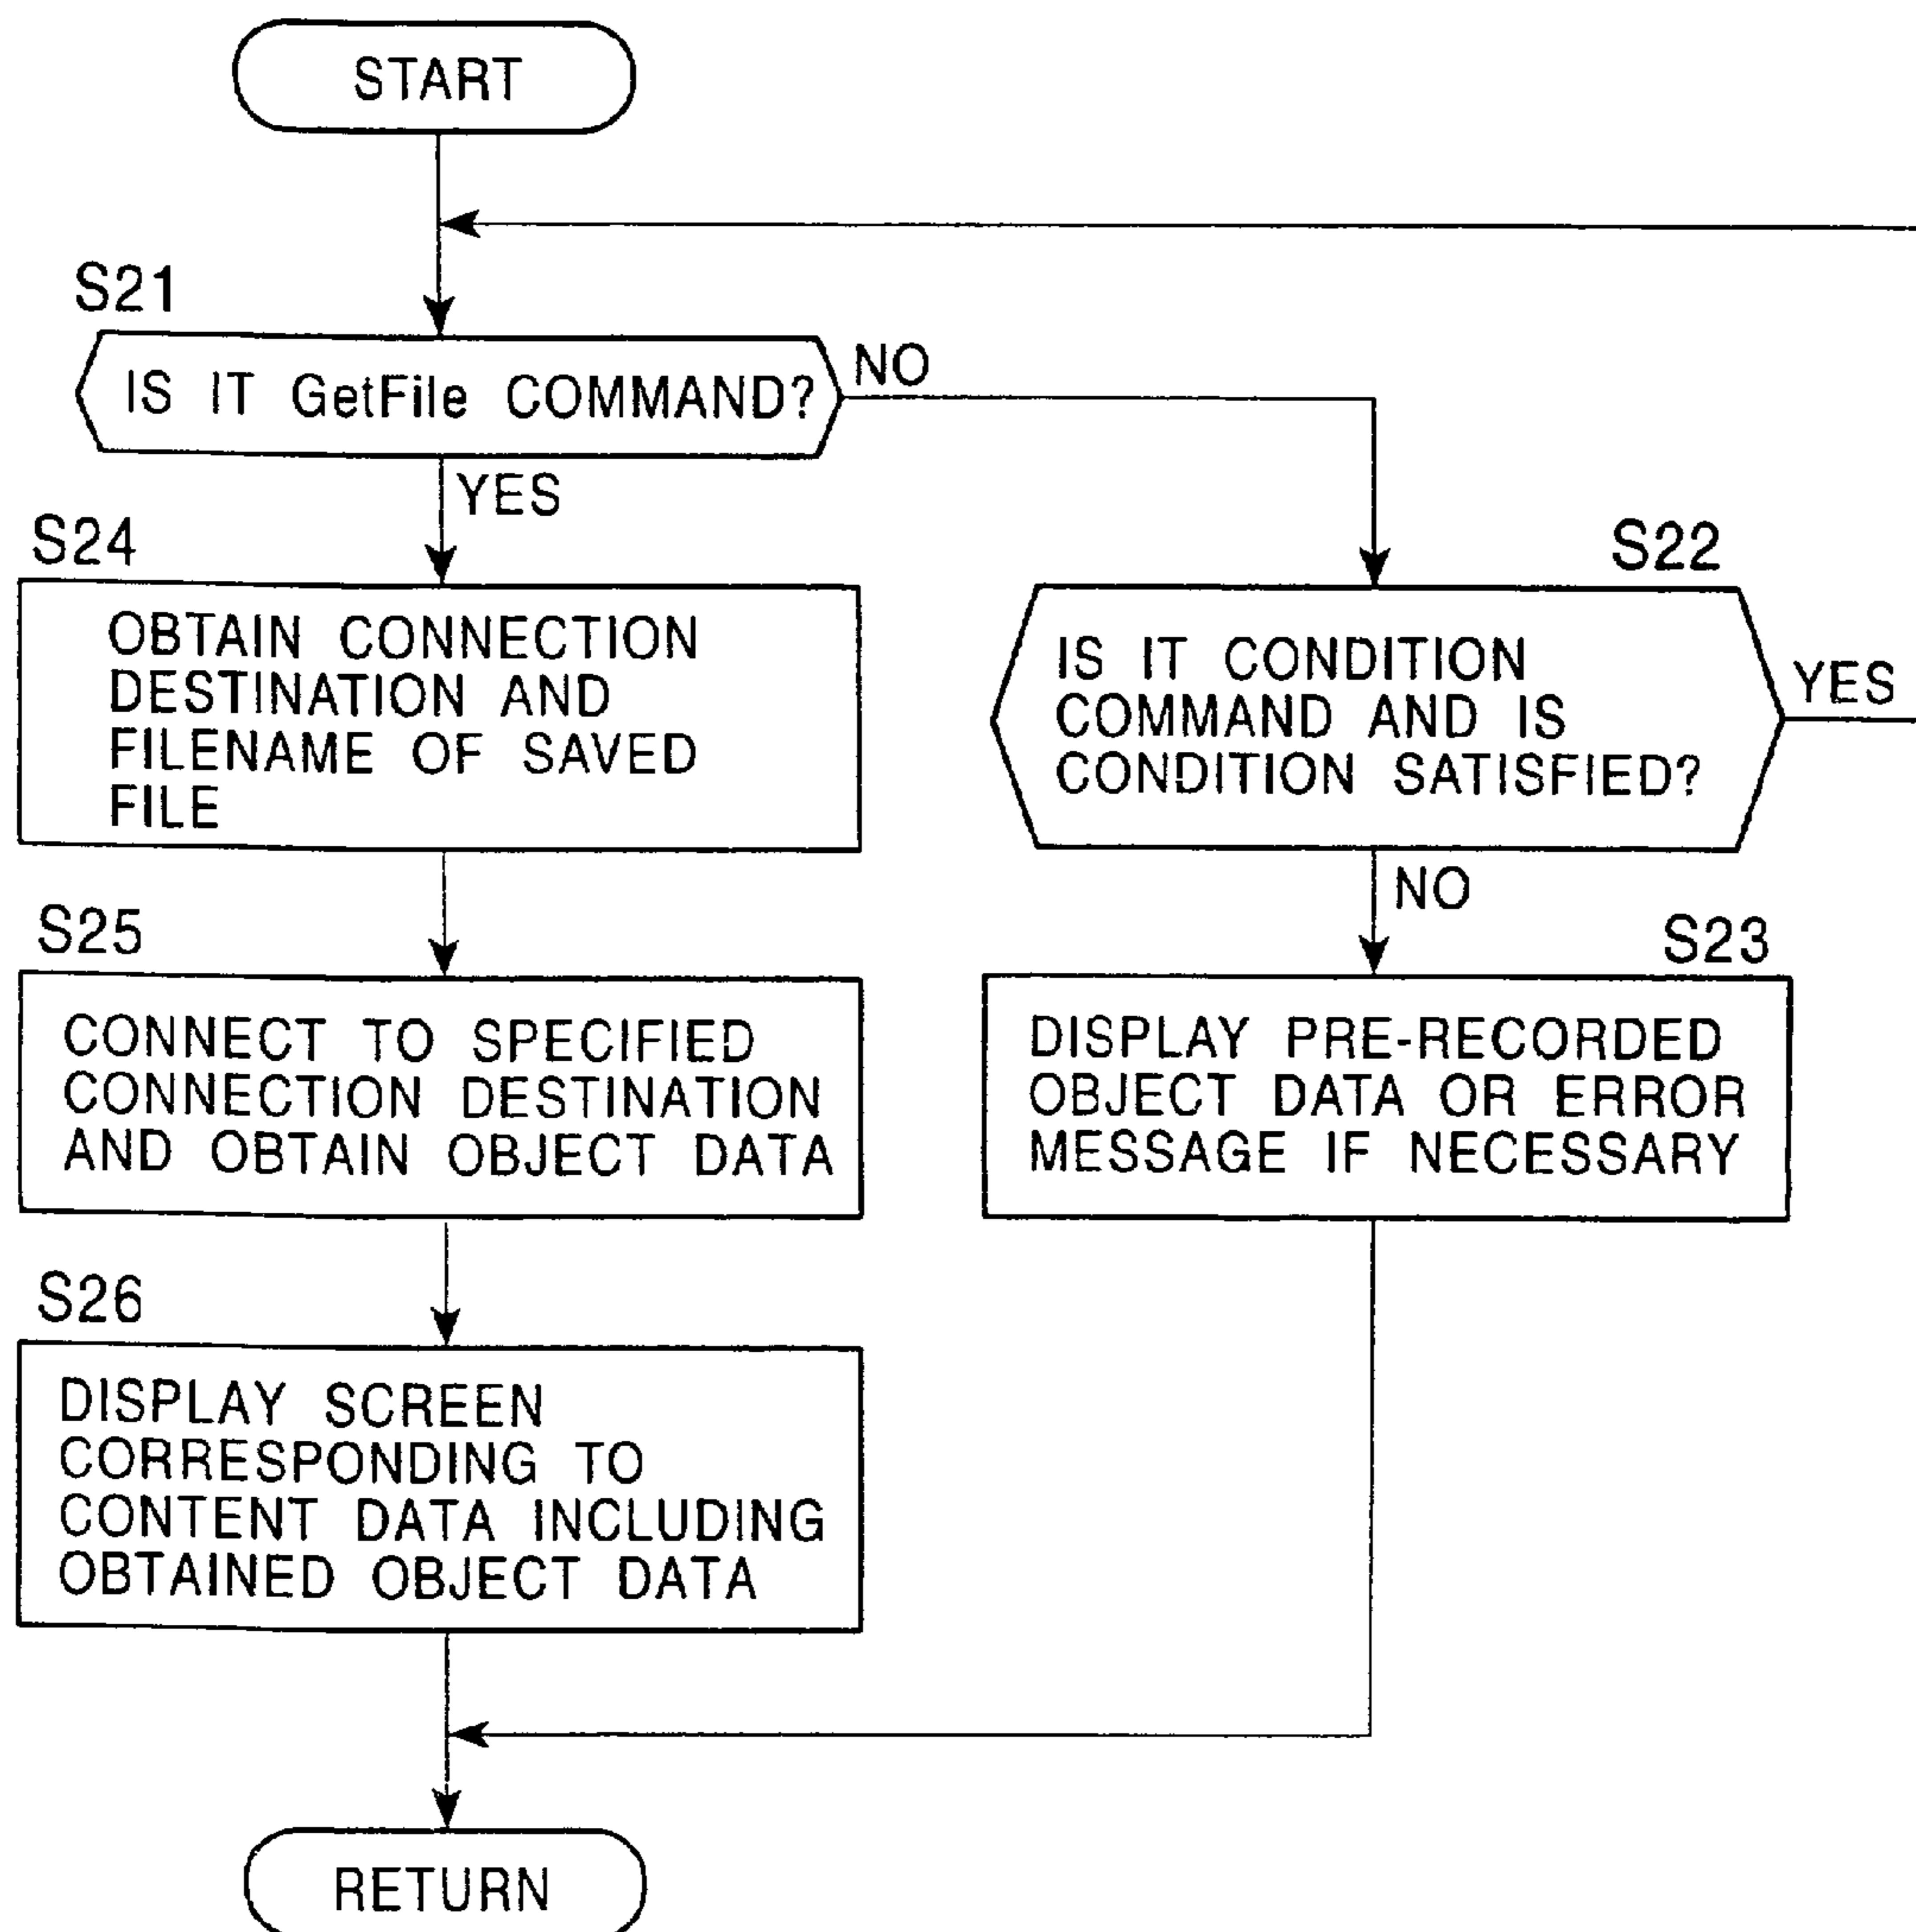 START
S21
IS IT GetFile COMMAND?
NO
YES
S24
OBTAIN CONNECTION
DESTINATION AND
FILENAME OF SAVED
FILE
S22
IS IT CONDITION
COMMAND AND IS
CONDITION SATISFIED?
YES
NO
S25
CONNECT TO SPECIFIED
CONNECTION DESTINATION
AND OBTAIN OBJECT DATA
S23
DISPLAY PRE-RECORDED
OBJECT DATA OR ERROR
MESSAGE IF NECESSARY
S26
DISPLAY SCREEN
CORRESPONDING TO
CONTENT DATA INCLUDING
OBTAINED OBJECT DATA
RETURN